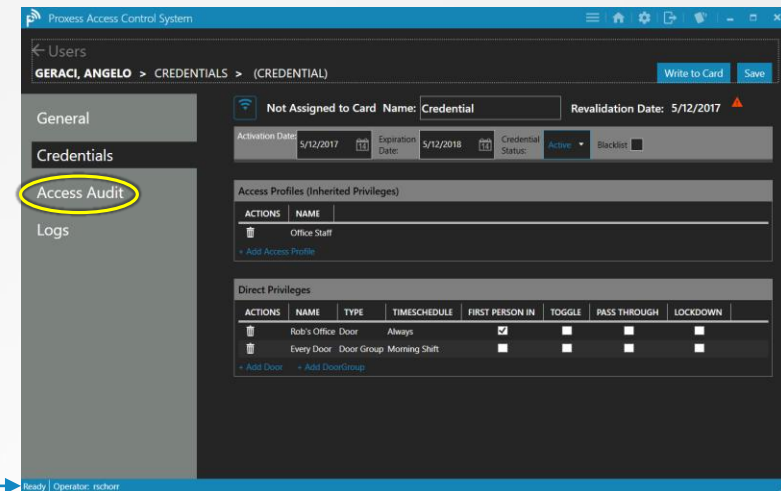 Proxess Access Control System
Users
GERACI, ANGELO > CREDENTIALS > (CREDENTIAL)
Write to Card Save
General
Credentials
Access Audit
Logs
Not Assigned to Card Name: Credential Revalidation Date: 5/12/2017
Activation Date: 5/12/2017 14 Expiration Date: 5/12/2018 14 Credential Status: Active Blacklist
Access Profiles (Inherited Privileges)
ACTIONS NAME
Office Staff
+ Add Access Profile
Direct Privileges
ACTIONS NAME TYPE TIMESCHEDULE FIRST PERSON IN TOGGLE PASS THROUGH LOCKDOWN
Rob's Office Door Always
Every Door Door Group Morning Shift
+ Add Door + Add DoorGroup
Ready Operator: rschorr